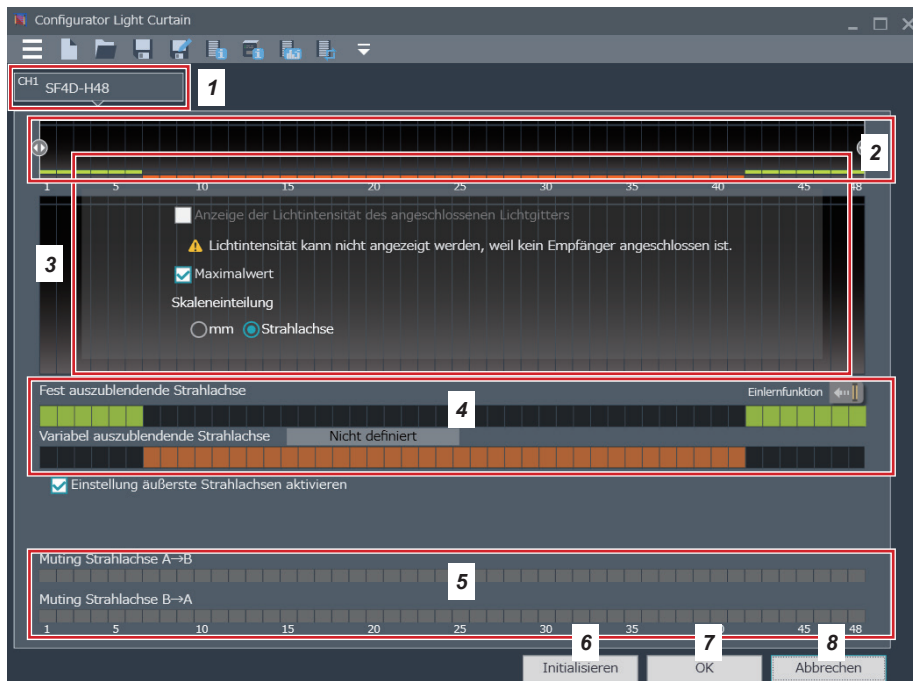 Configurator Light Curtain
CH1 SF4D-H48
1
2
1 5 10 15 20 25 30 35 40 45 48
Anzeige der Lichtintensität des angeschlossenen Lichtgitters
Lichtintensität kann nicht angezeigt werden, weil kein Empfänger angeschlossen ist.
3
Maximalwert
Skaleneinteilung
mm Strahlachse
Fest auszublendende Strahlachse Einlernfunktion
4
Variabel auszublendende Strahlachse Nicht definiert
Einstellung äußerste Strahlachsen aktivieren
Muting Strahlachse A→B
5
Muting Strahlachse B→A
1 5 10 15 20 25 30 35 45 48
6 7 8
Initialisieren OK Abbrechen